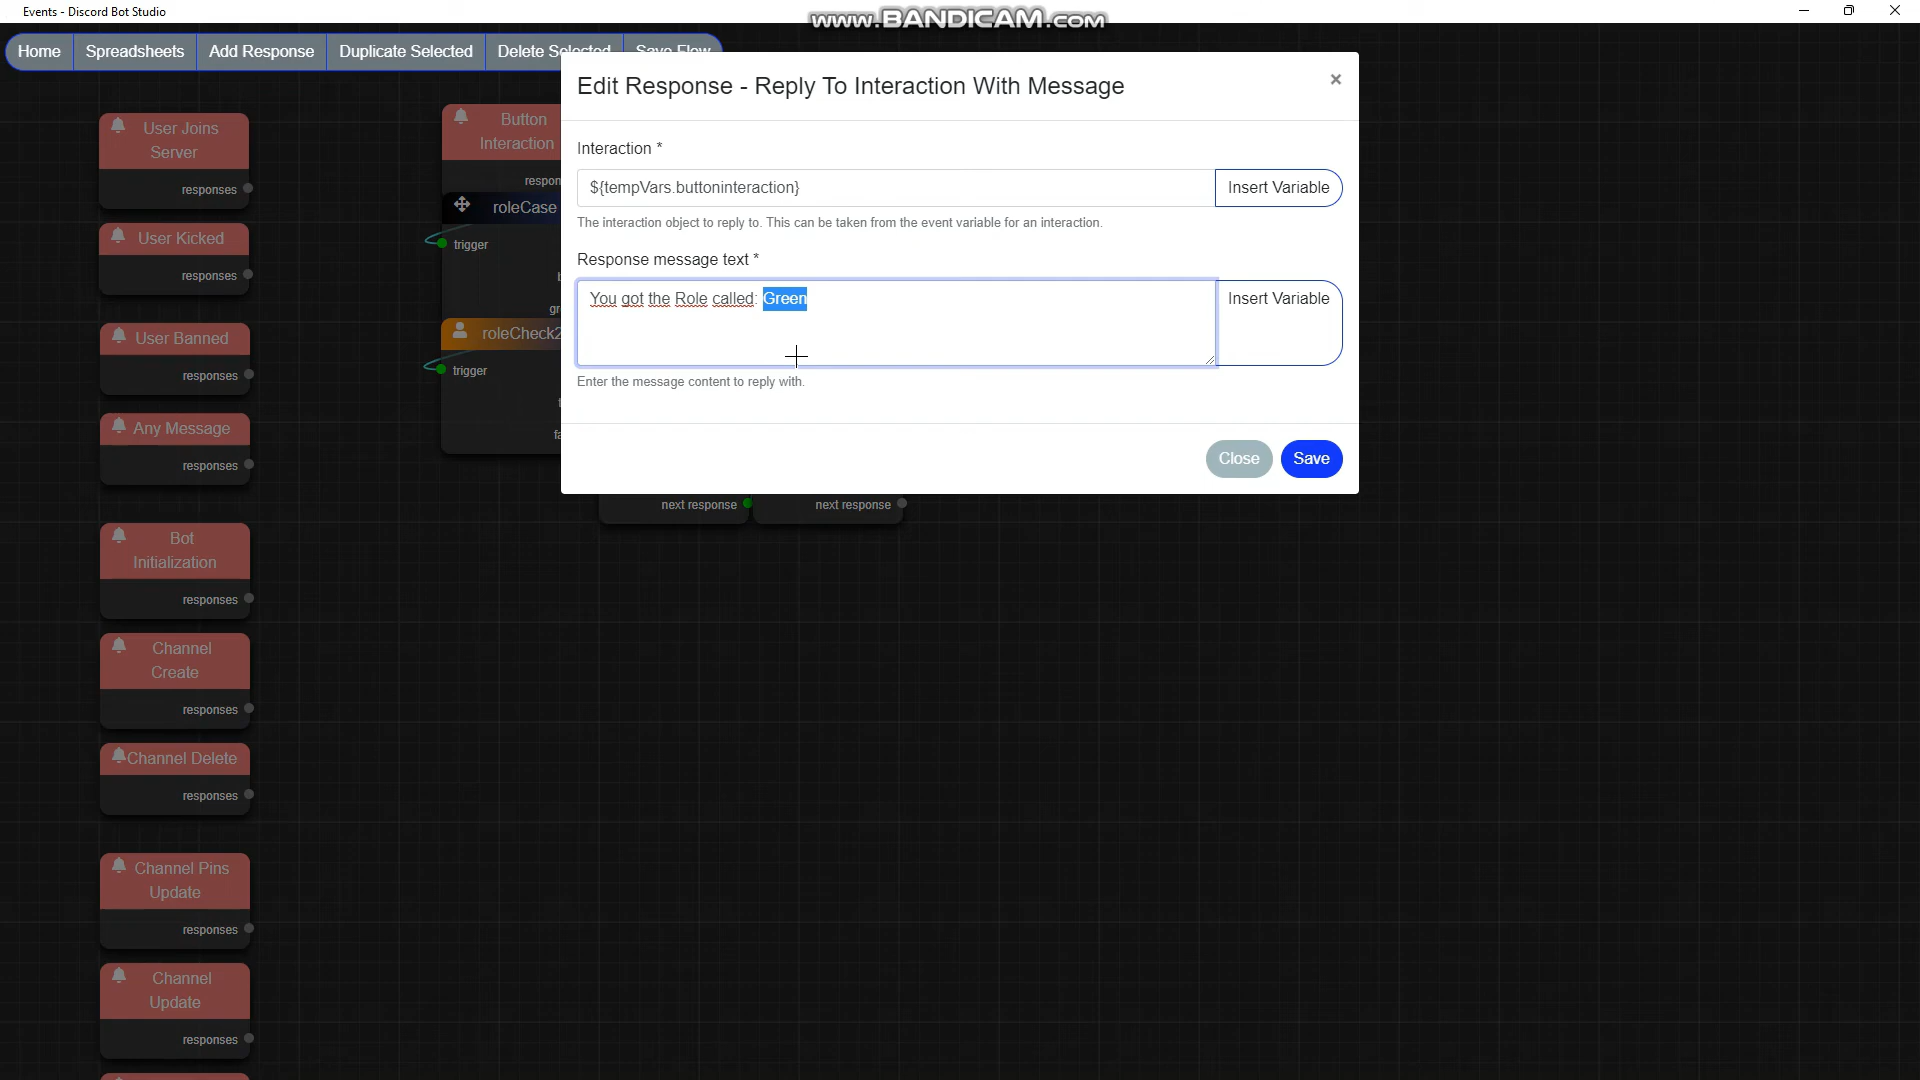 Events - Discord Bot Studio
www.BANDICAM.com
Home
Spreadsheets
Add Response
Duplicate Selected
Delete Selected
Save Flow
Edit Response - Reply To Interaction With Message
×
Interaction *
${tempVars.buttoninteraction}
Insert Variable
The interaction object to reply to. This can be taken from the event variable for an interaction.
Response message text *
You got the Role called: Green
Insert Variable
Enter the message content to reply with.
Close
Save
User Joins
Server
responses
User Kicked
responses
User Banned
responses
Any Message
responses
Bot
Initialization
responses
Channel
Create
responses
Channel Delete
responses
Channel Pins
Update
responses
Channel
Update
responses
Button
Interaction
respon
roleCase
trigger
gr
roleCheck2
trigger
fa
next response
next response